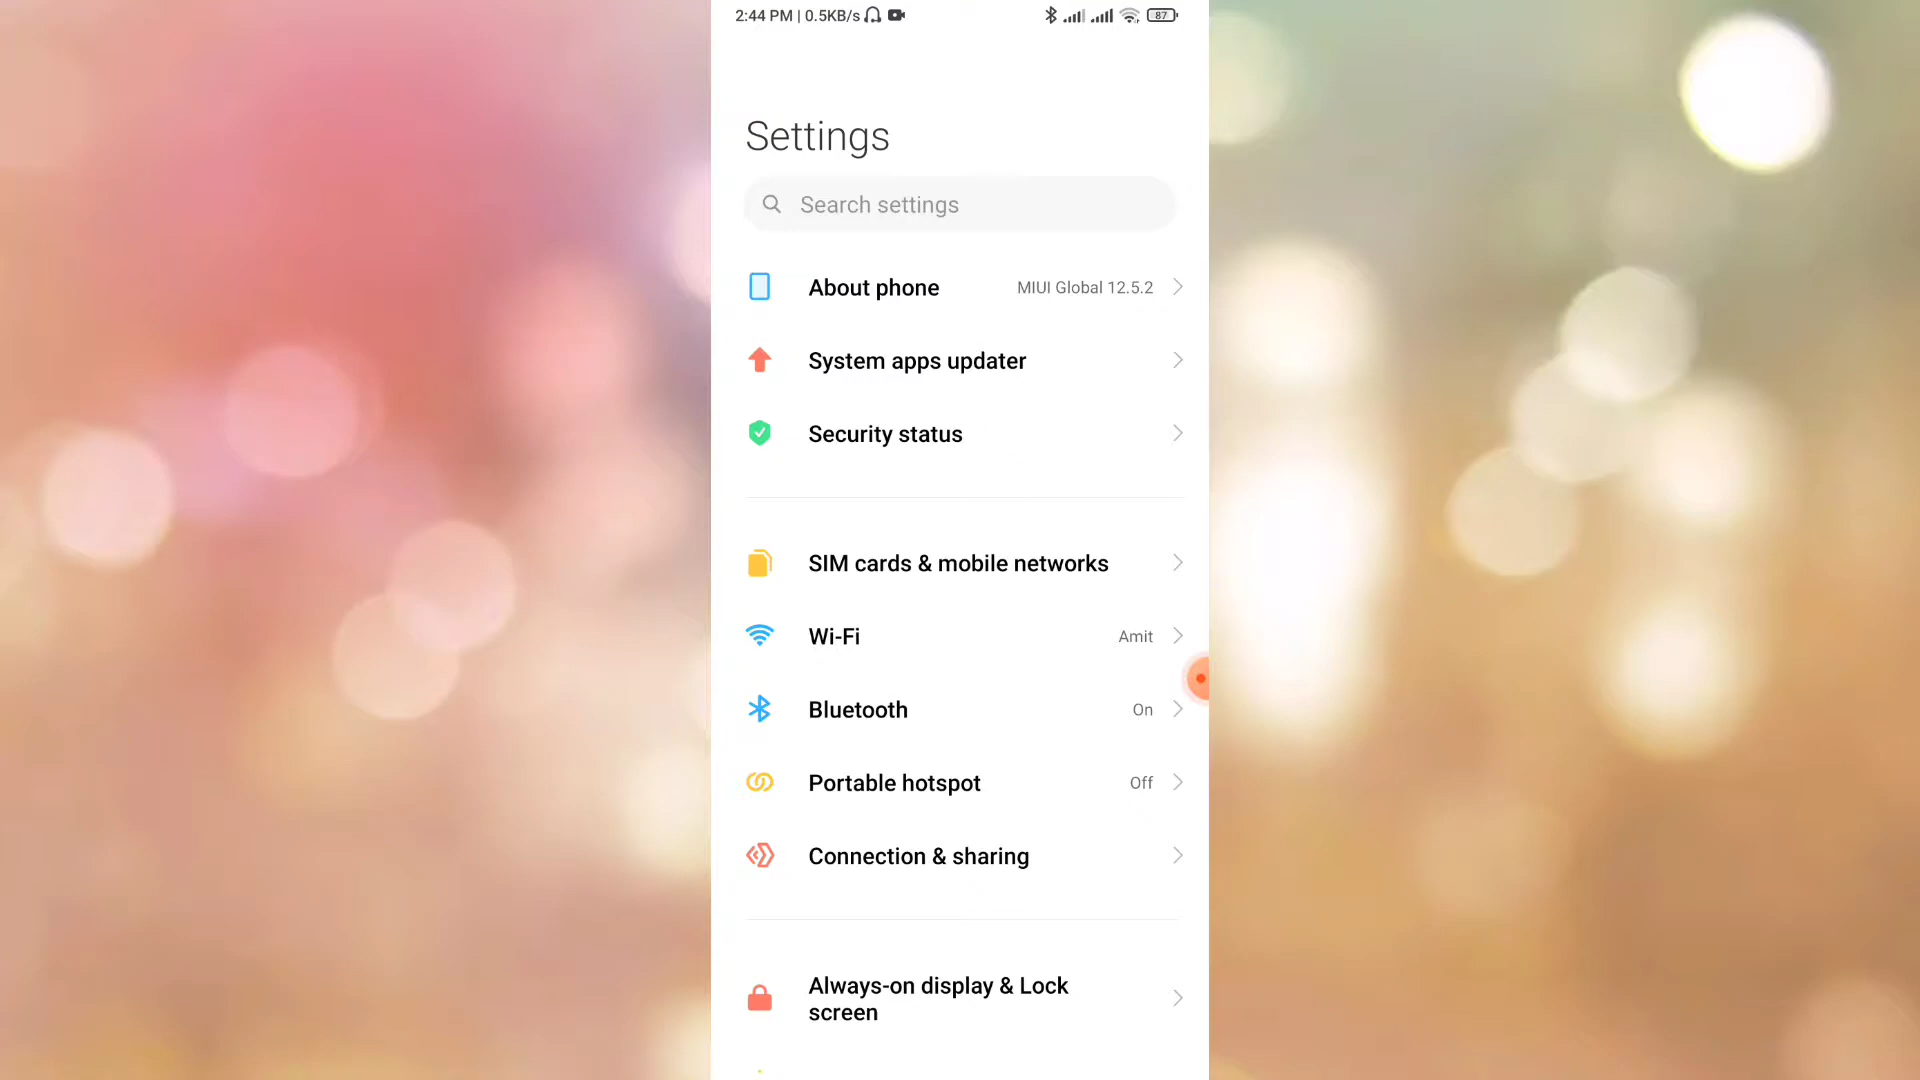 2:44 PM | 0.5KB/s
87
Settings
Search settings
About phone
MIUI Global 12.5.2
System apps updater
Security status
SIM cards & mobile networks
Wi-Fi
Amit
Bluetooth
On
Portable hotspot
Off
Connection & sharing
Always-on display & Lock
screen